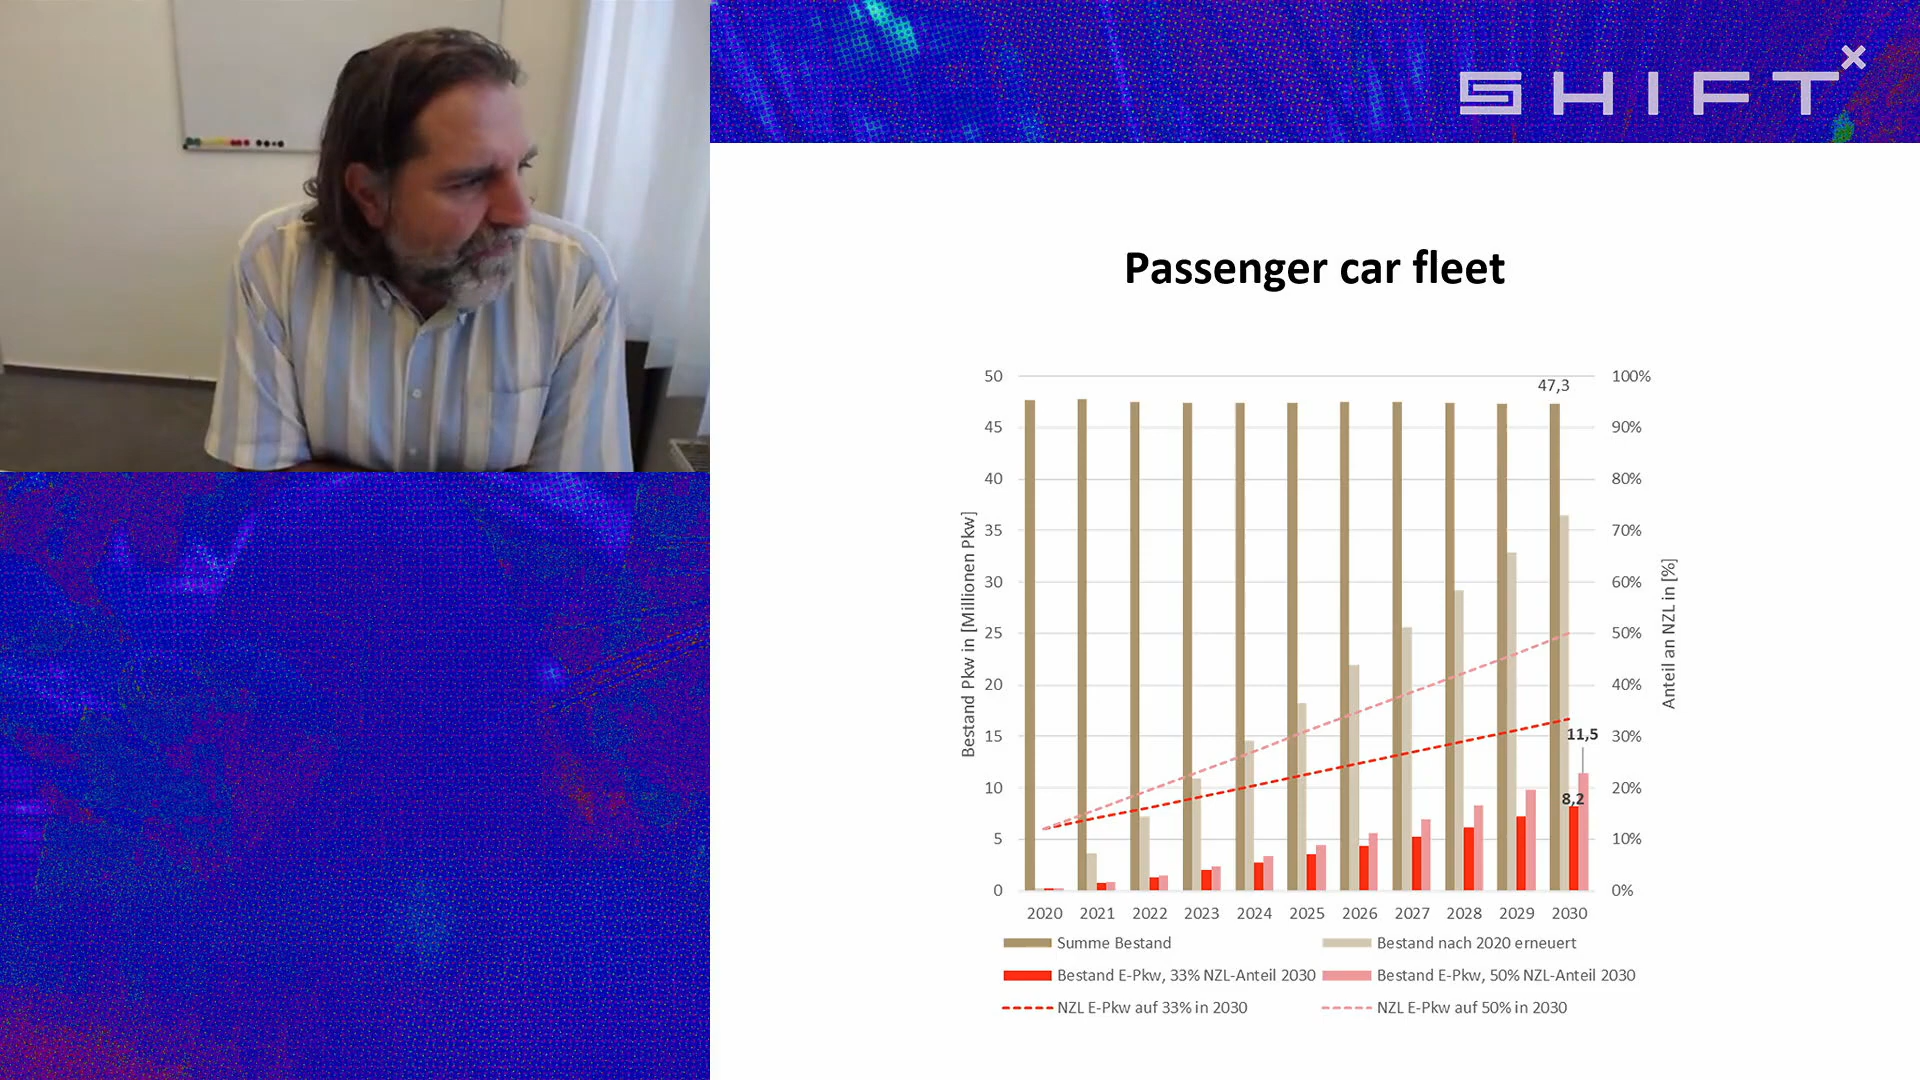 SHIFT×
Passenger car fleet
Bestand Pkw in [Millionen Pkw]
50
45
40
35
30
25
20
15
10
5
0
47,3
11,5
8,2
100%
90%
80%
70%
60%
50%
40%
30%
20%
10%
0%
Anteil an NZL in [%]
2020 2021 2022 2023 2024 2025 2026 2027 2028 2029 2030
Summe Bestand
Bestand nach 2020 erneuert
Bestand E-Pkw, 33% NZL-Anteil 2030
Bestand E-Pkw, 50% NZL-Anteil 2030
NZL E-Pkw auf 33% in 2030
NZL E-Pkw auf 50% in 2030